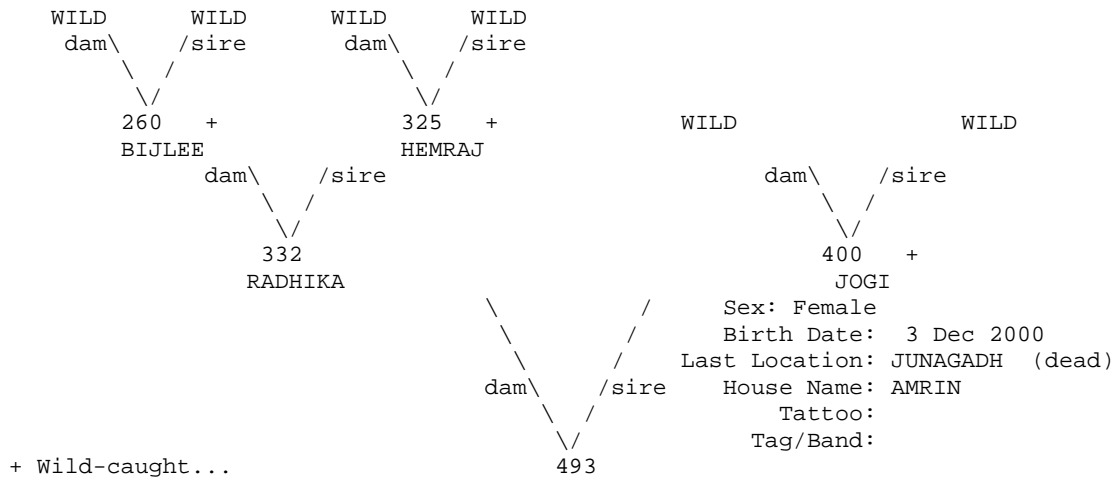 WILD WILD WILD WILD
dam\ /sire dam\ /sire
\ / \ /
\/ \/
260 + 325 + WILD WILD
BIJLEE HEMRAJ
dam\ /sire dam\ /sire
\ / \ /
\/ \/
332 400 +
RADHIKA JOGI
\ / Sex: Female
\ / Birth Date: 3 Dec 2000
\ / Last Location: JUNAGADH (dead)
dam\ /sire House Name: AMRIN
\ / Tattoo:
\/ Tag/Band:
+ Wild-caught... 493